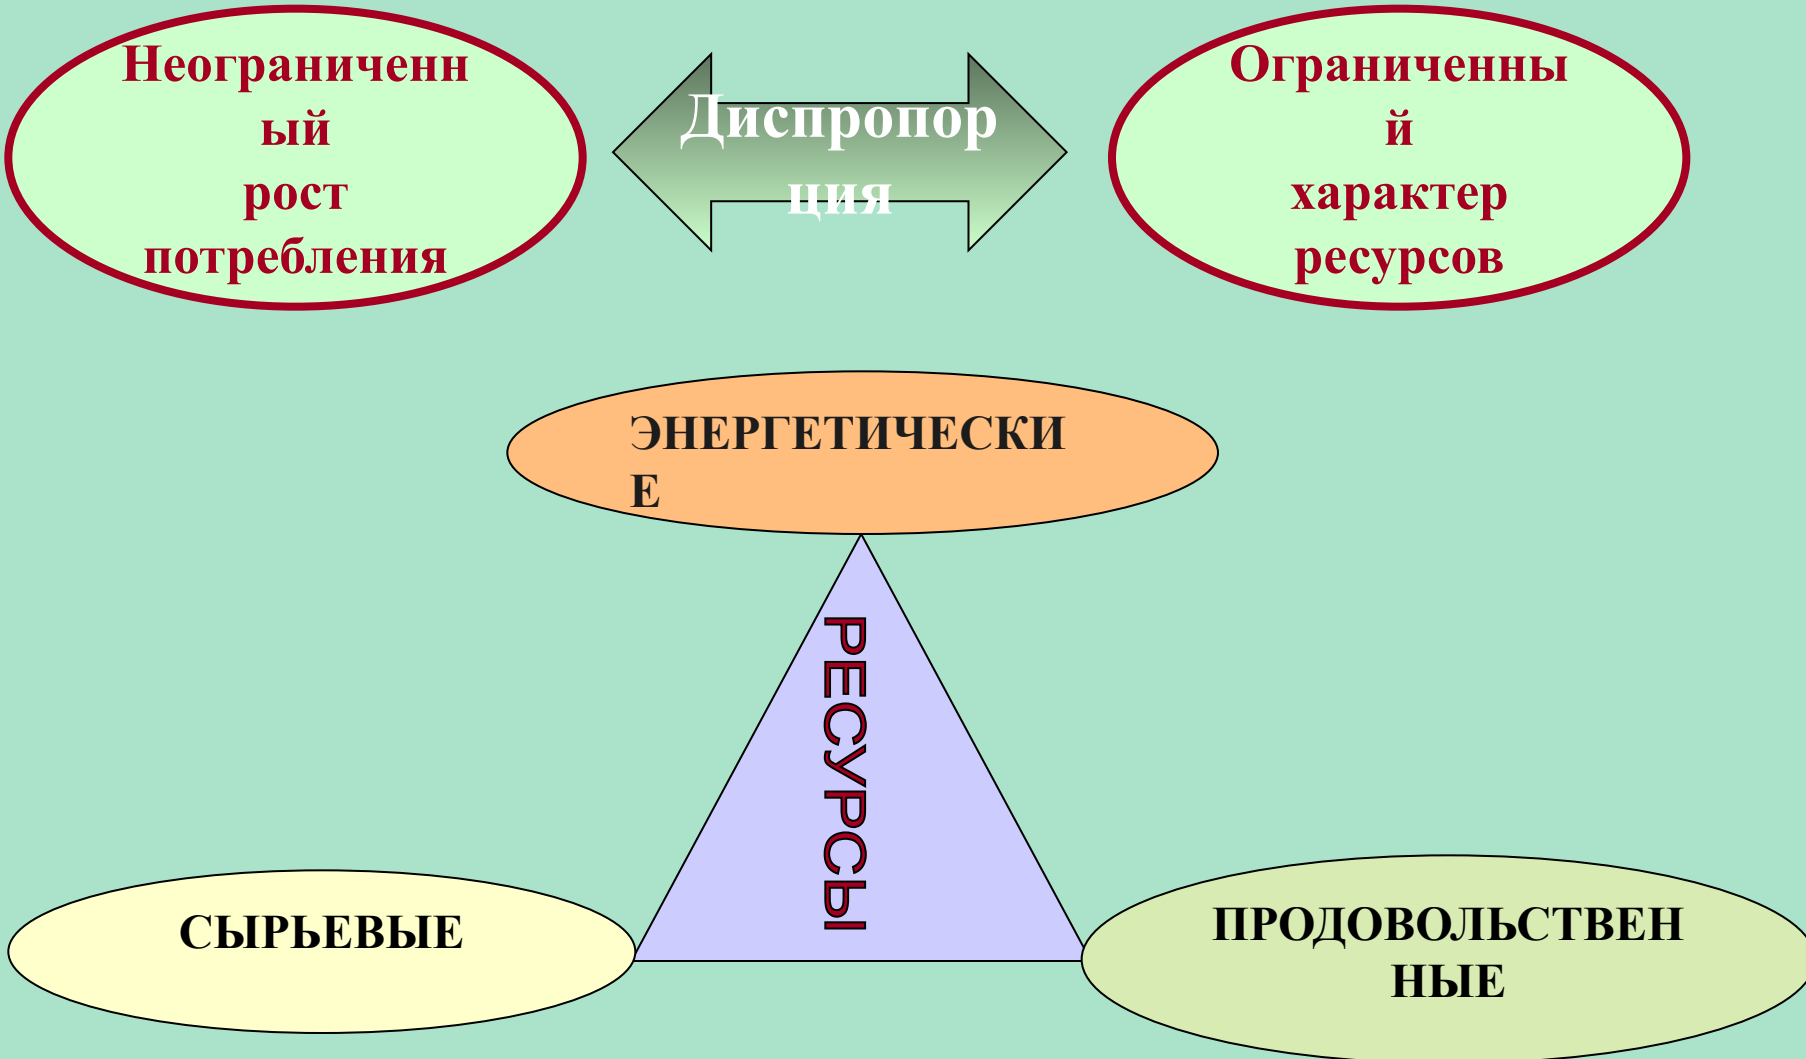 Неограниченн
ый
рост
потребления
Диспропор
ция
Ограниченны
й
характер
ресурсов
ЭНЕРГЕТИЧЕСКИ
Е
РЕСУРСЫ
СЫРЬЕВЫЕ
ПРОДОВОЛЬСТВЕН
НЫЕ